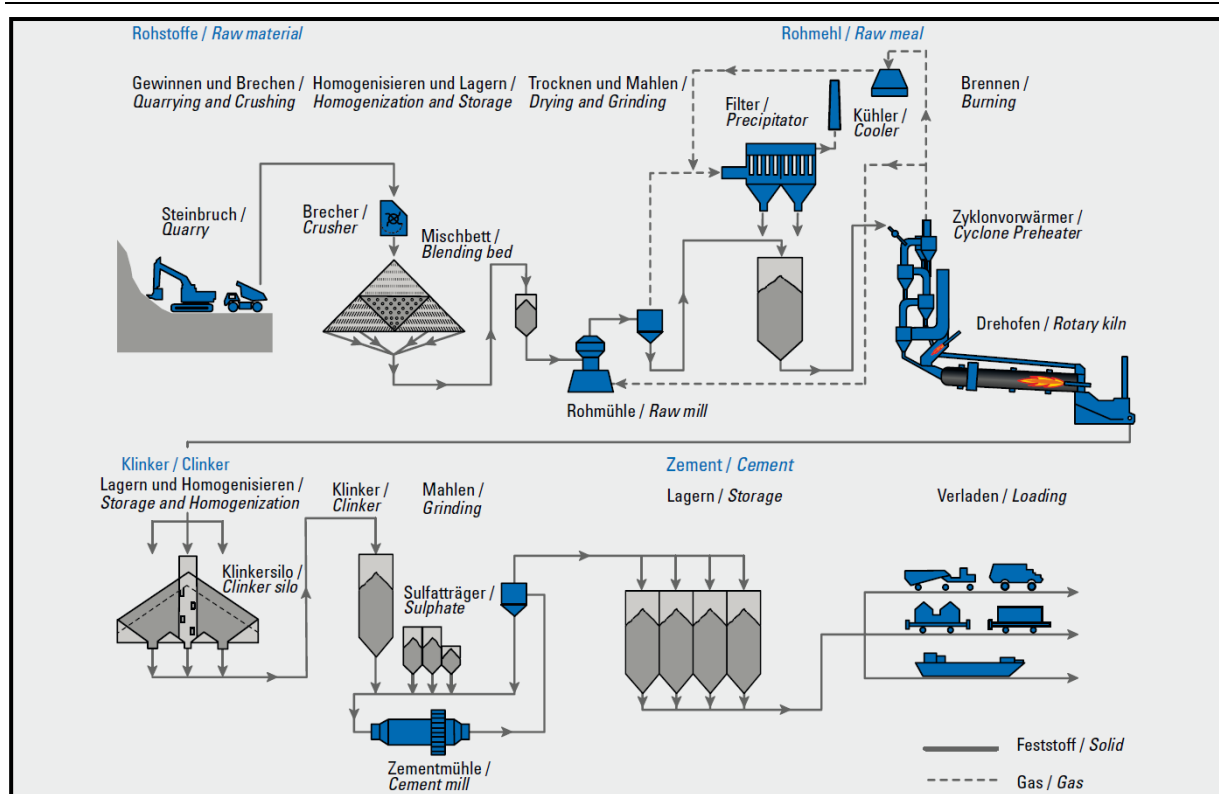 Rohstoffe / Raw material
Rohmehl / Raw meal
Gewinnen und Brechen /
Quarrying and Crushing
Homogenisieren und Lagern /
Homogenization and Storage
Trocknen und Mahlen /
Drying and Grinding
Brennen /
Burning
Filter /
Precipitator
Kühler /
Cooler
Steinbruch /
Quarry
Brecher /
Crusher
Mischbett /
Blending bed
Zyklonvorwärmer /
Cyclone Preheater
Drehofen / Rotary kiln
Rohmühle / Raw mill
Klinker / Clinker
Lagern und Homogenisieren /
Storage and Homogenization
Klinker /
Clinker
Mahlen /
Grinding
Zement / Cement
Lagern / Storage
Verladen / Loading
Klinkersilo /
Clinker silo
Sulfatträger /
Sulphate
Zementmühle /
Cement mill
Feststoff / Solid
Gas / Gas